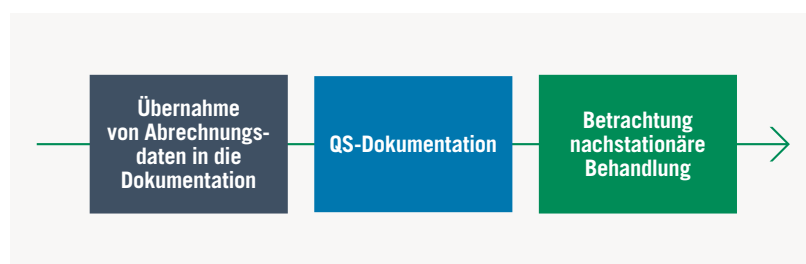 Übernahme
von Abrechnungs-
daten in die
Dokumentation
QS-Dokumentation
Betrachtung
nachstationäre
Behandlung